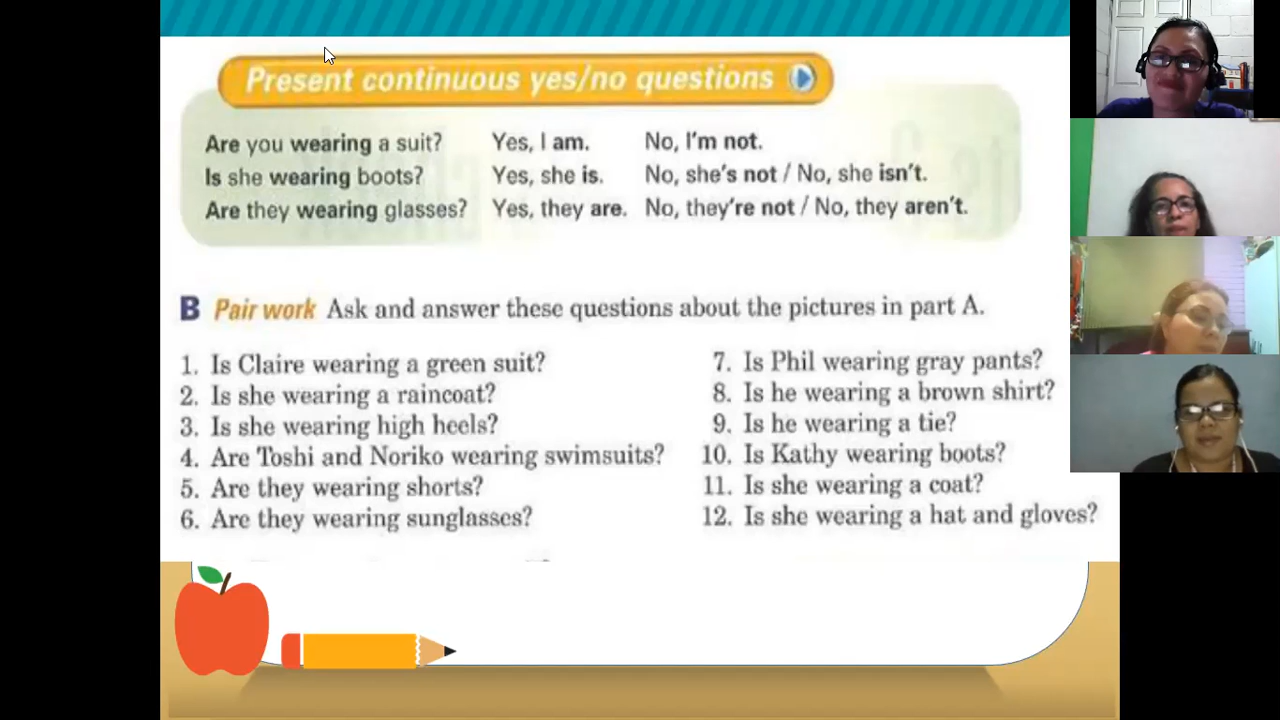 Present continuous yes/no questions
Are you wearing a suit? Yes, I am. No, I'm not.
Is she wearing boots? Yes, she is. No, she's not / No, she isn't.
Are they wearing glasses? Yes, they are. No, they're not / No, they aren't.
B Pair work Ask and answer these questions about the pictures in part A.
1. Is Claire wearing a green suit?
2. Is she wearing a raincoat?
3. Is she wearing high heels?
4. Are Toshi and Noriko wearing swimsuits?
5. Are they wearing shorts?
6. Are they wearing sunglasses?
7. Is Phil wearing gray pants?
8. Is he wearing a brown shirt?
9. Is he wearing a tie?
10. Is Kathy wearing boots?
11. Is she wearing a coat?
12. Is she wearing a hat and gloves?